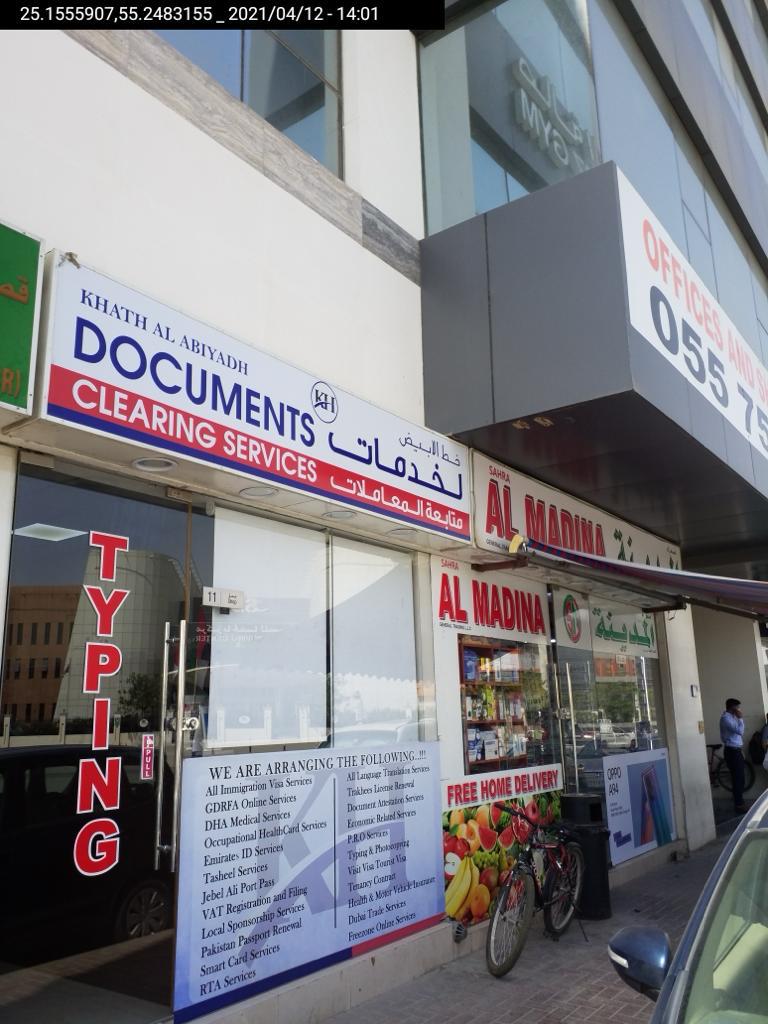 25.1555907,55.2483155 _ 2021/04/12 - 14:01
OFFICES AND
055 75
R)
KHATH AL ABIYADH
DOCUMENTS
CLEARING SERVICES
KH
خط الابيض
لخدمات
متابعة المعاملات
SAHRA
AL MADINA
SAHRA
AL MADINA
GENERAL TRADING L.L.C
TYPING
11
PULL
WE ARE ARRANGING THE FOLLOWING..!!!
All Immigration Visa Services
GDRFA Online Services
DHA Medical Services
Occupational HealthCard Services
Emirates ID Services
Tasheel Services
Jebel Ali Port Pass
VAT Registration and Filing
Local Sponsorship Services
Pakistan Passport Renewal
Smart Card Services
RTA Services
All Language Translation Services
Trakhees License Renewal
Document Attestation Services
Economic Related Services
P.R.O Services
Typing & Photocopying
Visit Visa Tourist Visa
Tenancy Contract
Health & Motor Vehicle Insurance
Dubai Trade Services
Freezone Online Services
FREE HOME DELIVERY
OPPO
A94